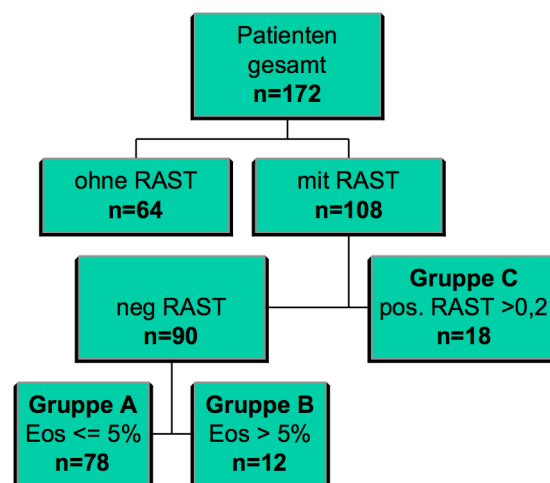 Patienten
gesamt
n=172
ohne RAST
n=64
mit RAST
n=108
neg RAST
n=90
Gruppe C
pos. RAST >0,2
n=18
Gruppe A
Eos <= 5%
n=78
Gruppe B
Eos > 5%
n=12